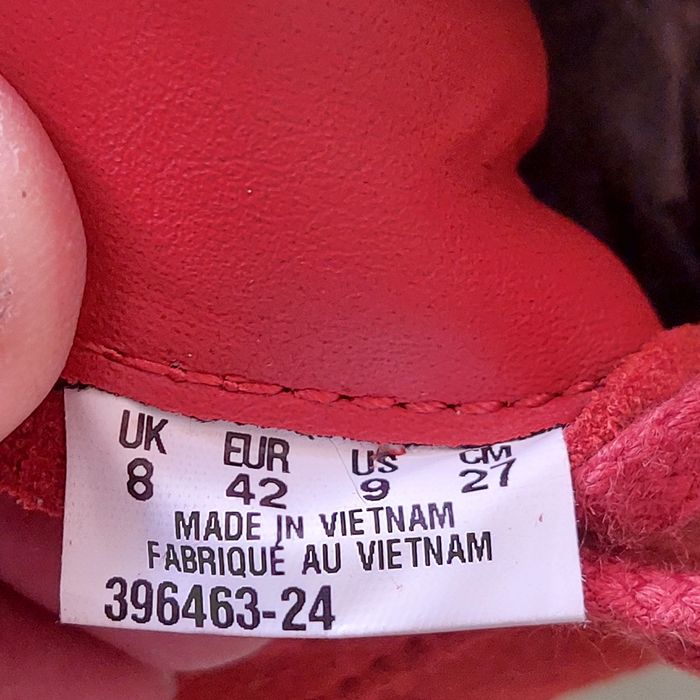 UK EUR US CM
8 42 9 27
MADE IN VIETNAM
FABRIQUÉ AU VIETNAM
396463-24